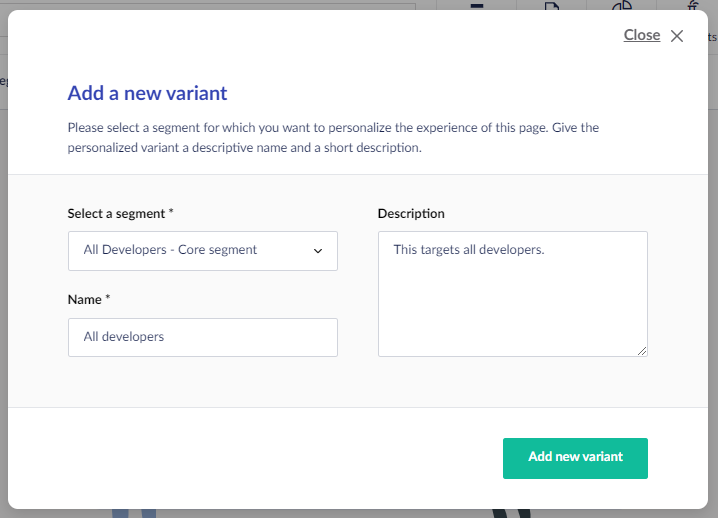 Close
Add a new variant
Please select a segment for which you want to personalize the experience of this page. Give the
personalized variant a descriptive name and a short description.
Select a segment *
All Developers - Core segment
Name *
All developers
Description
This targets all developers.
Add new variant